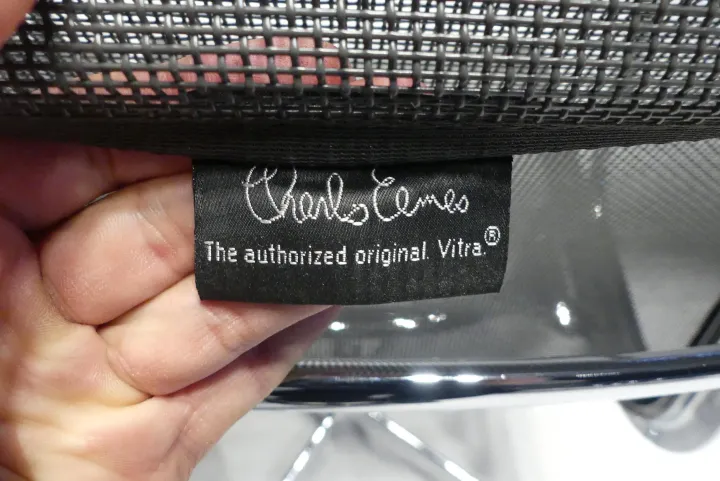 Charles Eames
The authorized original. Vitra.®